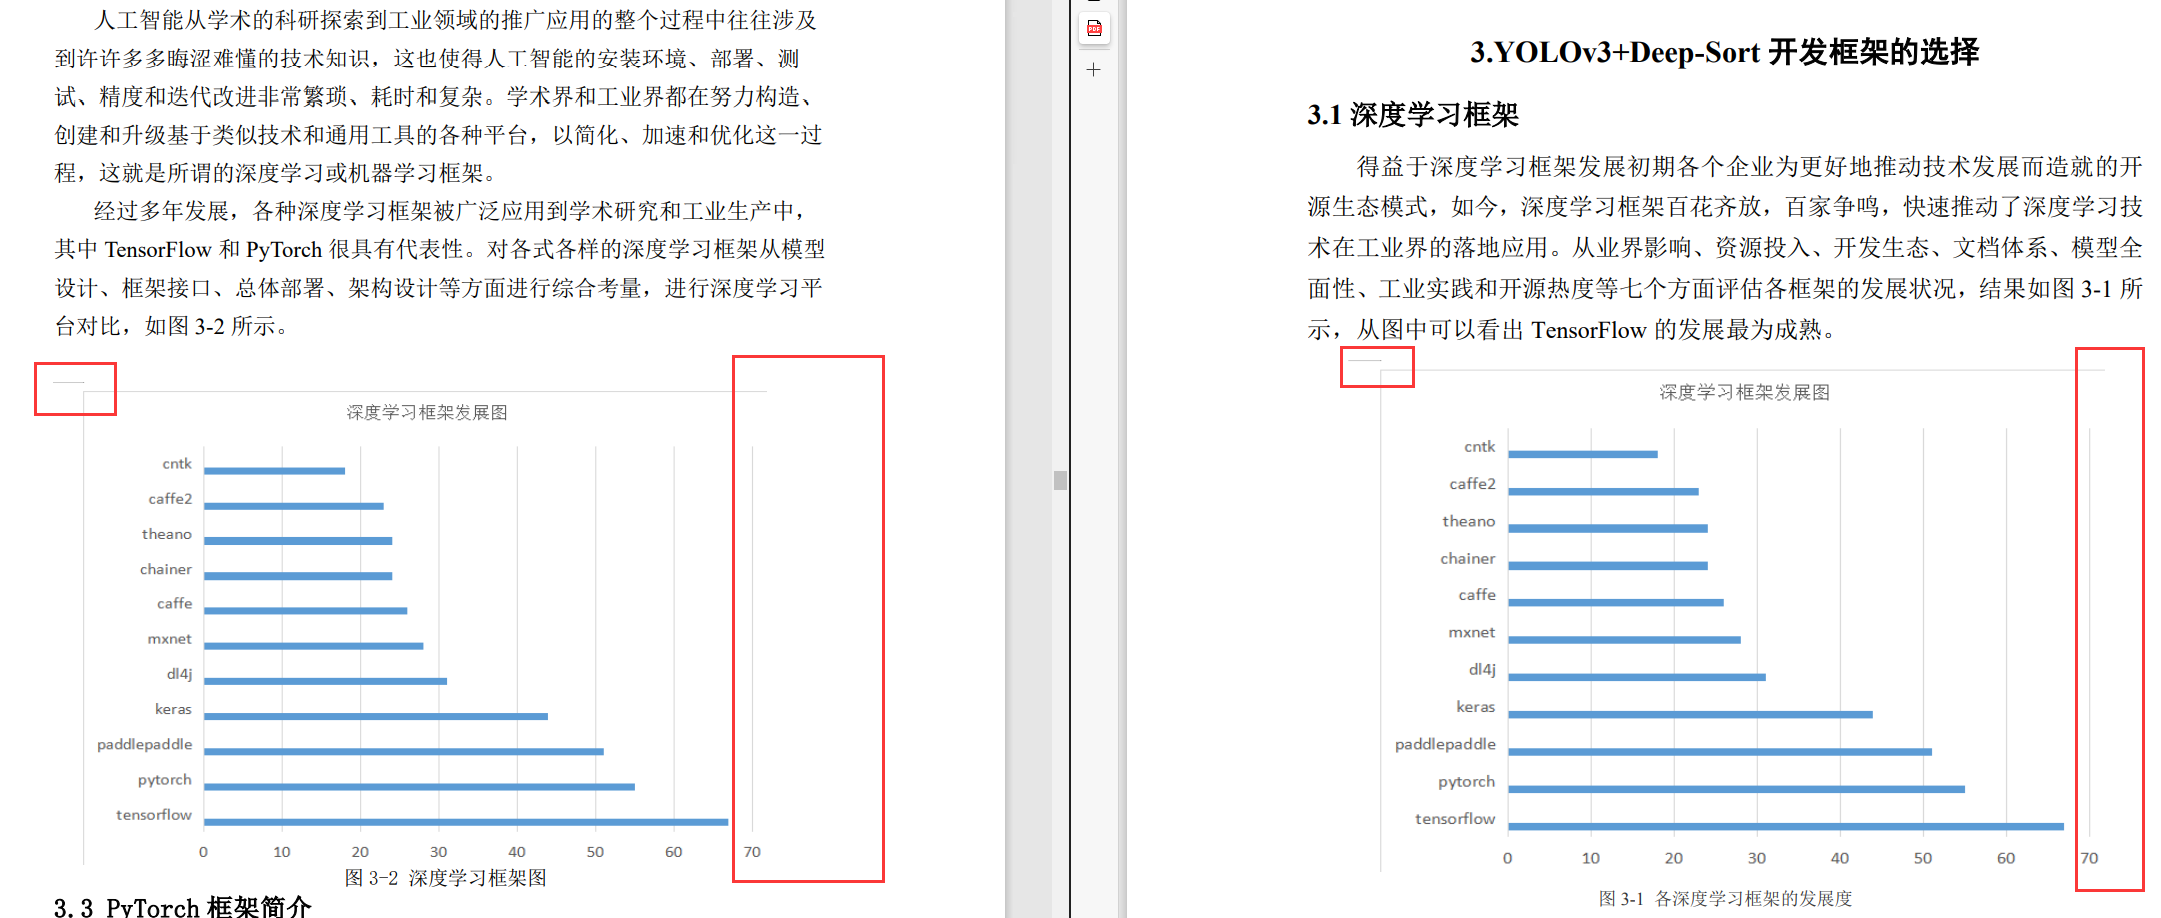 人工智能从学术的科研探索到工业领域的推广应用的整个过程中往往涉及
到许许多多晦涩难懂的技术知识，这也使得人工智能的安装环境、部署、测
试、精度和迭代改进非常繁琐、耗时和复杂。学术界和工业界都在努力构造、
创建和升级基于类似技术和通用工具的各种平台，以简化、加速和优化这一过
程，这就是所谓的深度学习或机器学习框架。
经过多年发展，各种深度学习框架被广泛应用到学术研究和工业生产中，
其中 TensorFlow 和 PyTorch 很具有代表性。对各式各样的深度学习框架从模型
设计、框架接口、总体部署、架构设计等方面进行综合考量，进行深度学习平
台对比，如图 3-2 所示。
深度学习框架发展图
cntk
caffe2
theano
chainer
caffe
mxnet
dl4j
keras
paddlepaddle
pytorch
tensorflow
0 10 20 30 40 50 60 70
图 3-2 深度学习框架图
3.3 PyTorch 框架简介
PDF
3.YOLOv3+Deep-Sort 开发框架的选择
3.1 深度学习框架
得益于深度学习框架发展初期各个企业为更好地推动技术发展而造就的开
源生态模式，如今，深度学习框架百花齐放，百家争鸣，快速推动了深度学习技
术在工业界的落地应用。从业界影响、资源投入、开发生态、文档体系、模型全
面性、工业实践和开源热度等七个方面评估各框架的发展状况，结果如图 3-1 所
示，从图中可以看出 TensorFlow 的发展最为成熟。
深度学习框架发展图
cntk
caffe2
theano
chainer
caffe
mxnet
dl4j
keras
paddlepaddle
pytorch
tensorflow
0 10 20 30 40 50 60 70
图 3-1 各深度学习框架的发展度